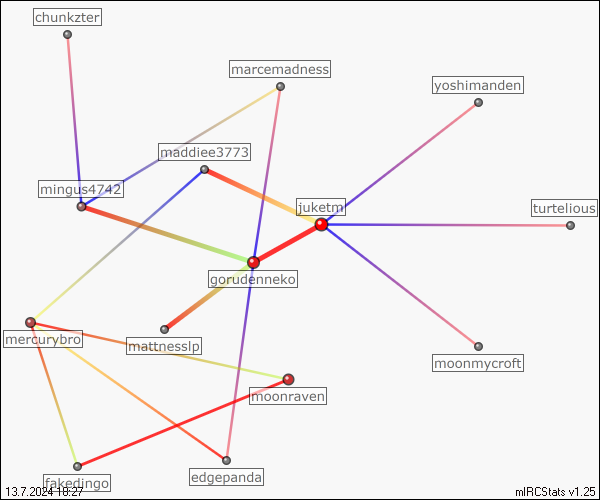 chunkzter
marcemadness
yoshimanden
maddiee3773
mingus4742
juketm
turtelious
gorudenneko
mercurybro
mattnesslp
moonmycroft
moonraven
edgepanda
fakedingo
13.7.2024 18:27
mIRCStats v1.25